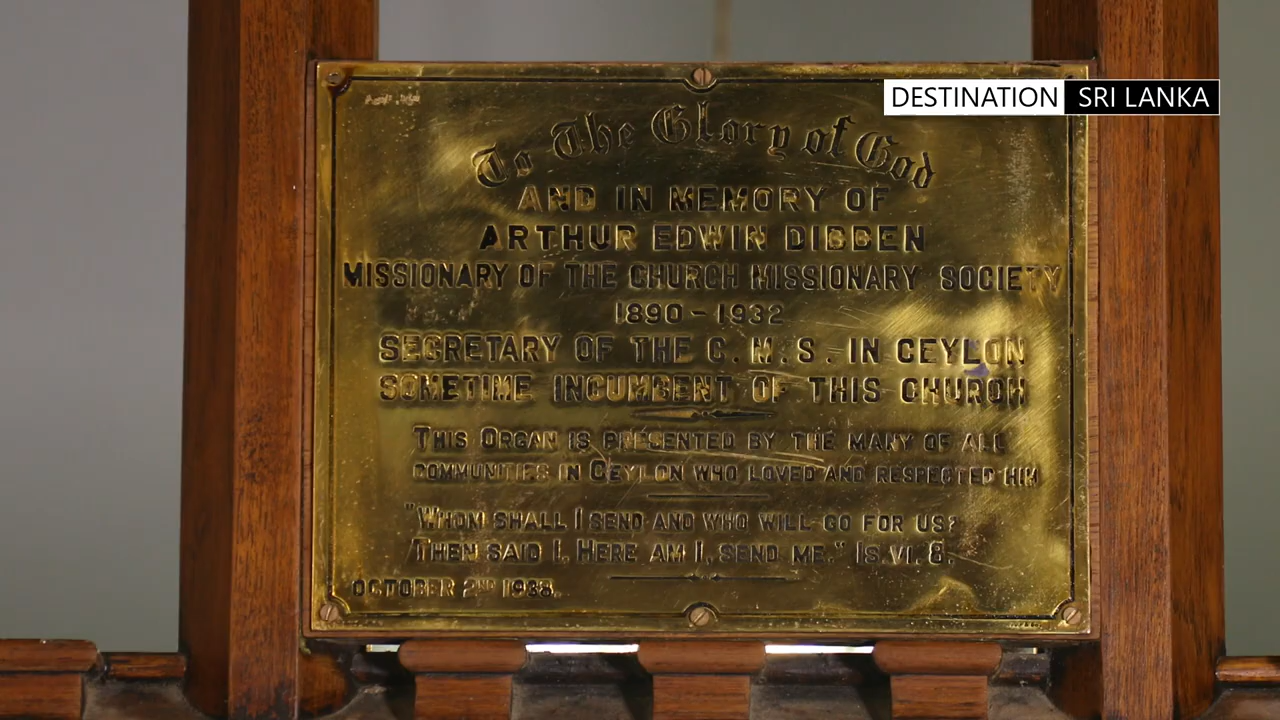 DESTINATION SRI LANKA
To The Glory of God
AND IN MEMORY OF
ARTHUR EDWIN DIBBEN
MISSIONARY OF THE CHURCH MISSIONARY SOCIETY
1890 - 1932
SECRETARY OF THE C. M. S. IN CEYLON
SOMETIME INCUMBENT OF THIS CHURCH
THIS ORGAN IS PRESENTED BY THE MANY OF ALL
COMMUNITIES IN CEYLON WHO LOVED AND RESPECTED HIM
"WHOM SHALL I SEND AND WHO WILL GO FOR US?
THEN SAID I, HERE AM I, SEND ME." IS. VI. 8.
OCTOBER 2ND 1938.